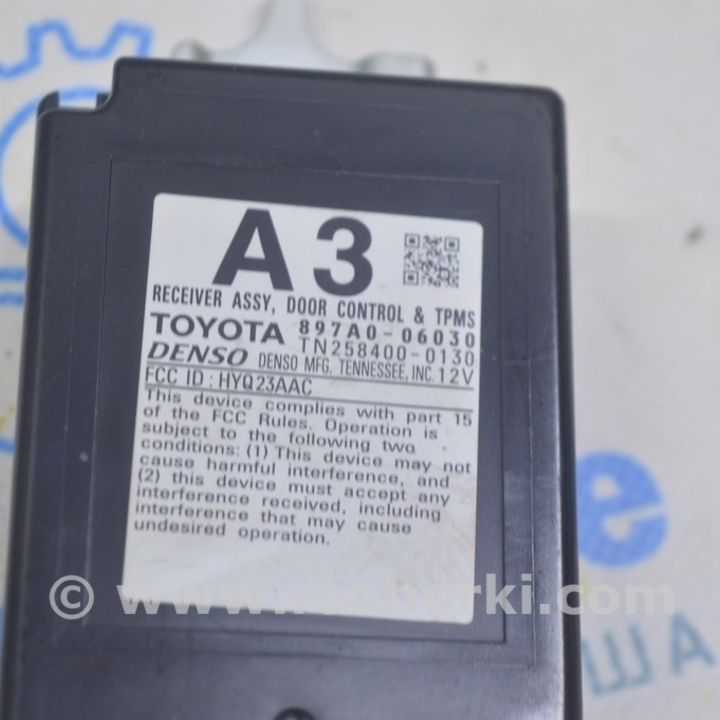 A3
RECEIVER ASSY, DOOR CONTROL & TPMS
TOYOTA 897A0-06030
TN258400-0130
DENSO DENSO MFG. TENNESSEE, INC. 12V
FCC ID : HYQ23AAC
This device complies with part 15
of the FCC Rules. Operation is
subject to the following two
conditions: (1) This device may not
cause harmful interference, and
(2) this device must accept any
interference received, including
interference that may cause
undesired operation.
e
АШ